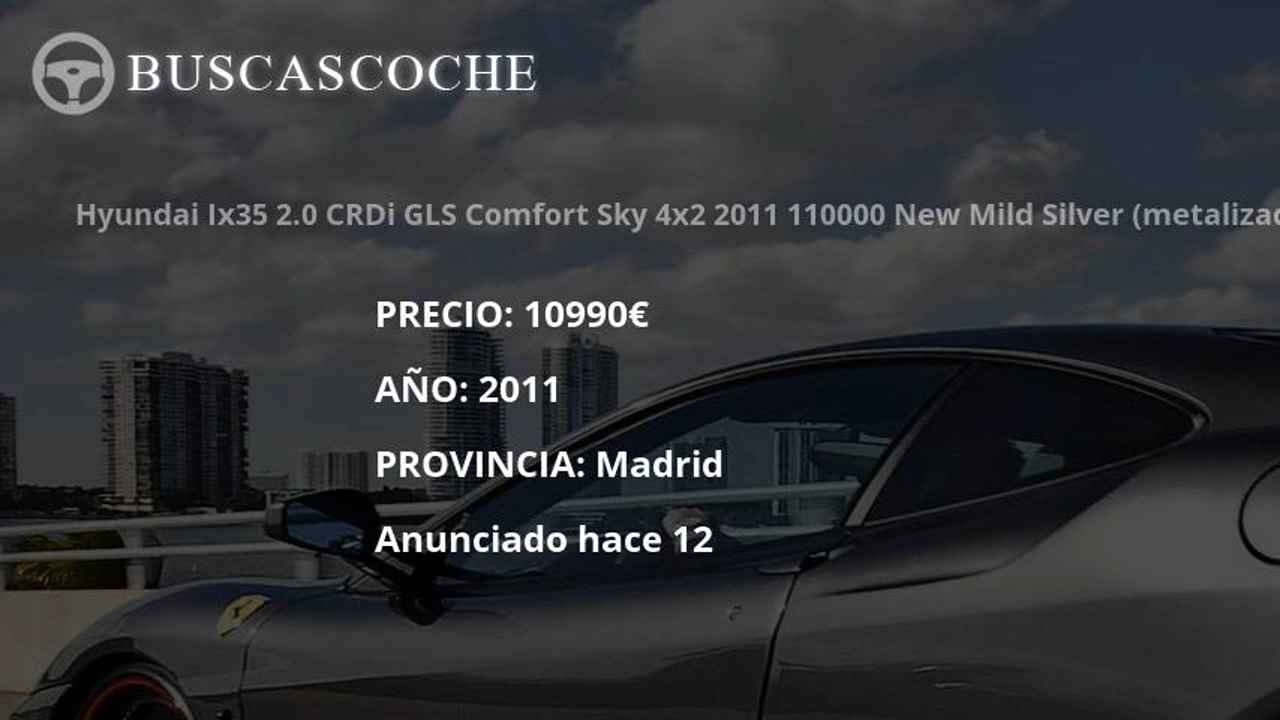 BUSCASCOCHE
Hyundai Ix35 2.0 CRDi GLS Comfort Sky 4x2 2011 110000 New Mild Silver (metalizad
PRECIO: 10990€
AÑO: 2011
PROVINCIA: Madrid
Anunciado hace 12